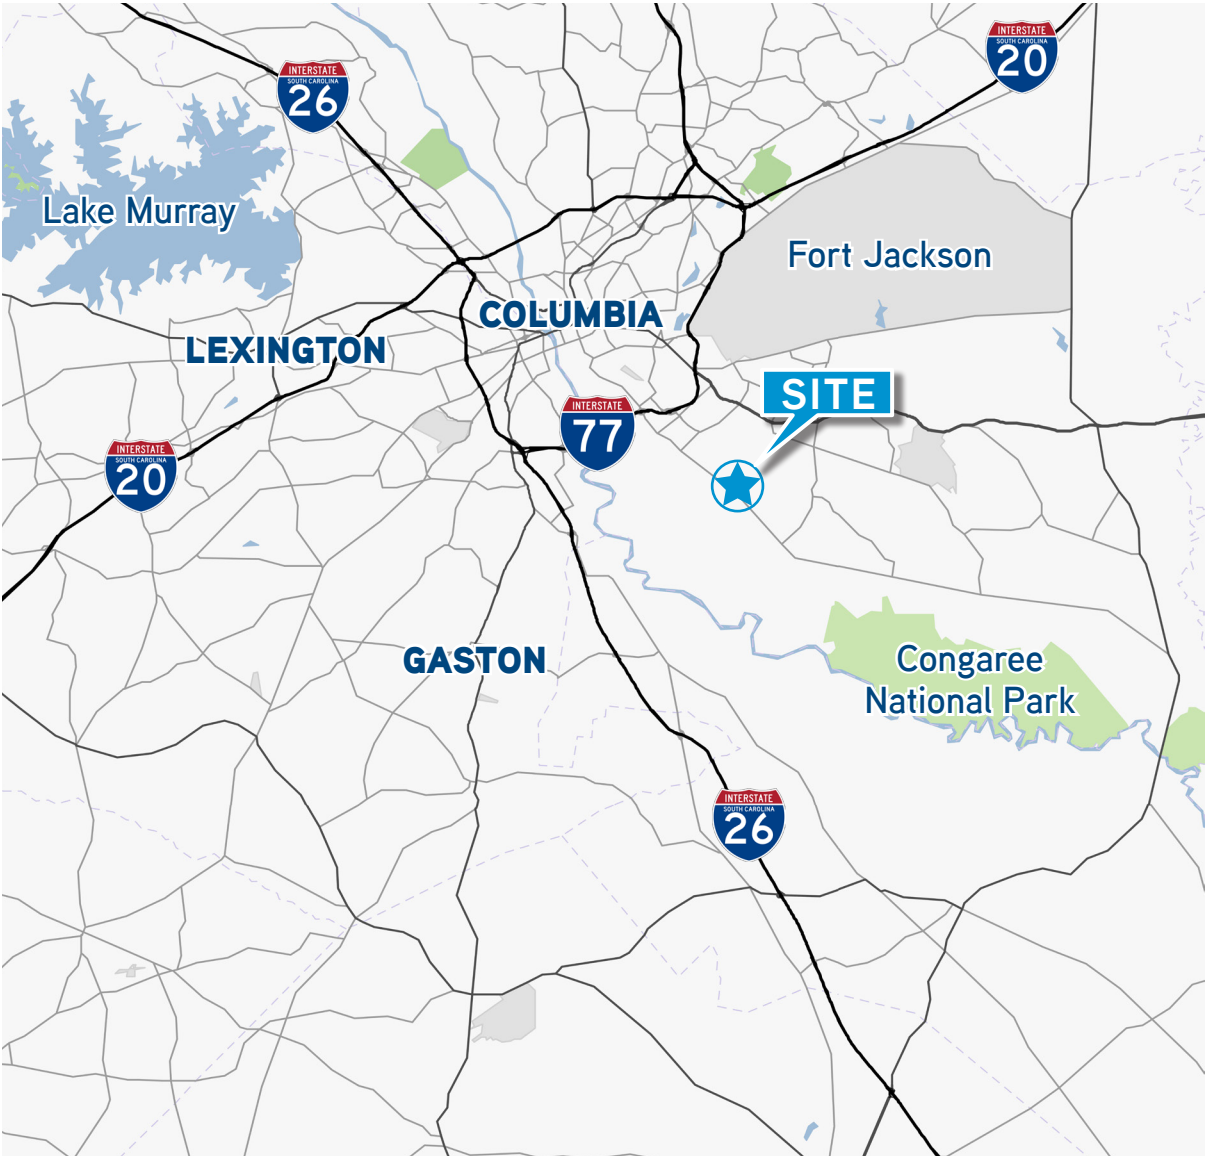 INTERSTATE
SOUTH CAROLINA
20
INTERSTATE
SOUTH CAROLINA
26
Lake Murray
Fort Jackson
COLUMBIA
LEXINGTON
SITE
INTERSTATE
77
INTERSTATE
SOUTH CAROLINA
20
GASTON
Congaree
National Park
INTERSTATE
SOUTH CAROLINA
26